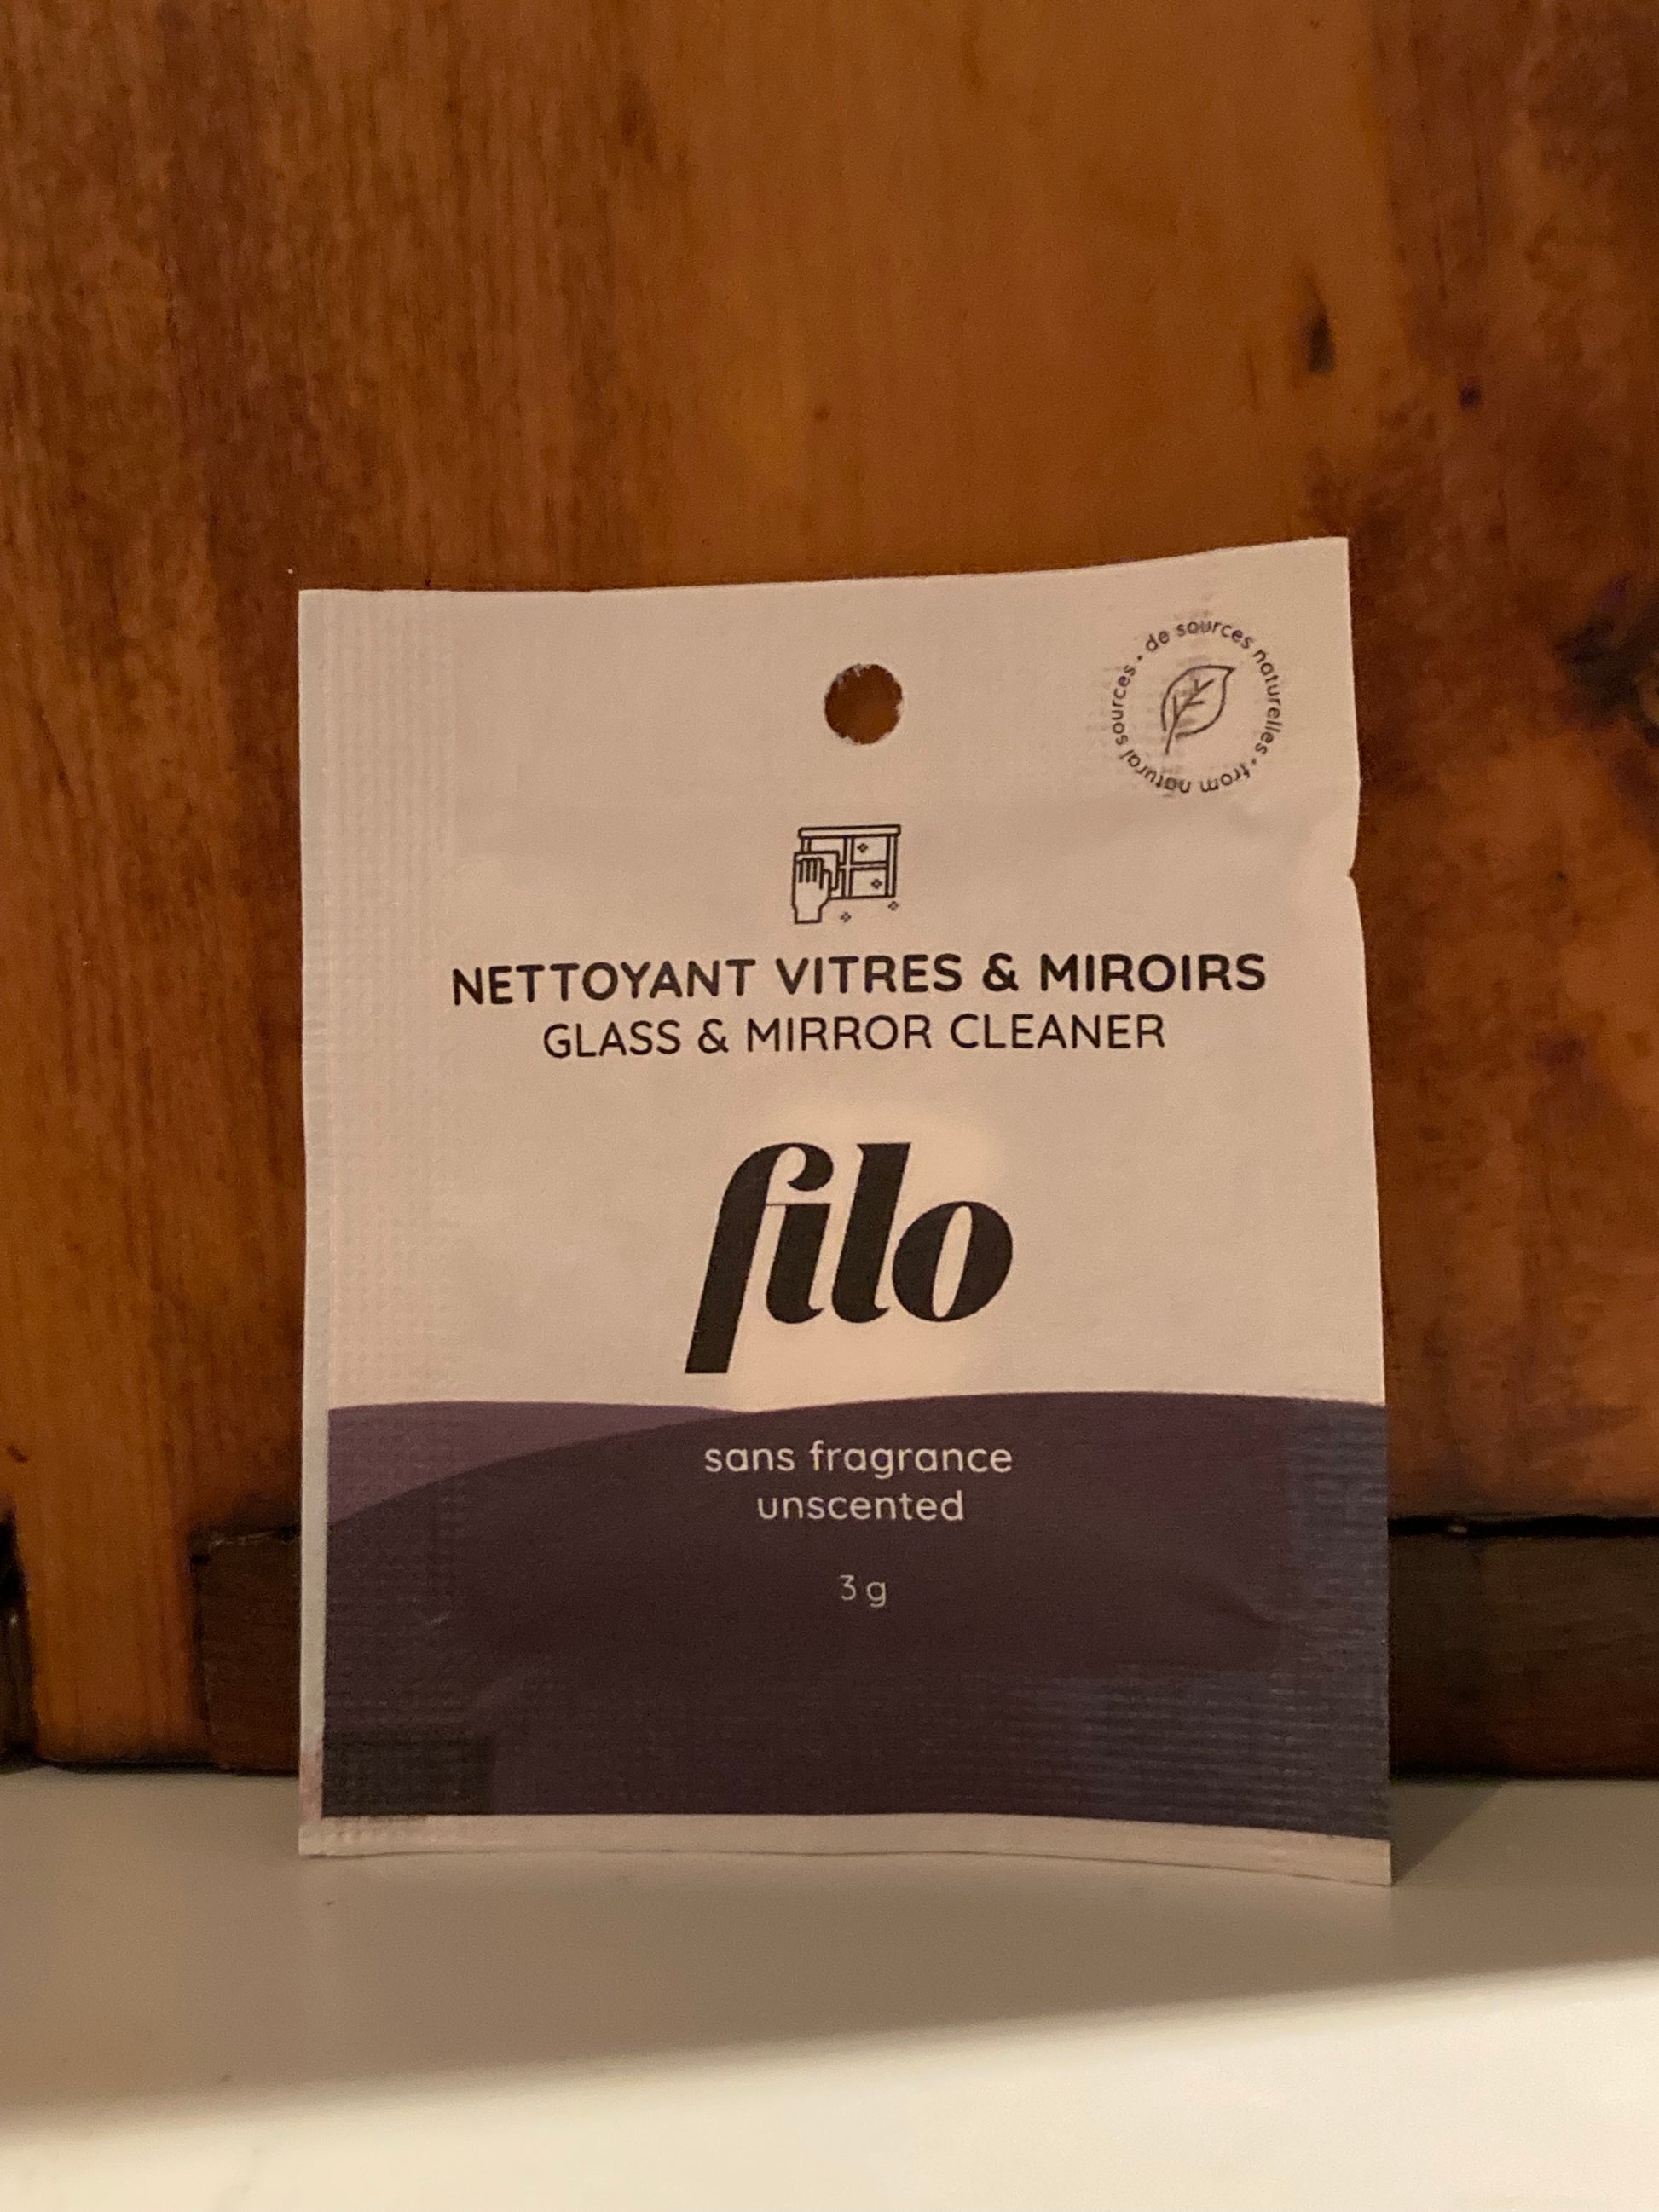 de sources naturelles • from natural sources •
NETTOYANT VITRES & MIROIRS
GLASS & MIRROR CLEANER
filo
sans fragrance
unscented
3 g